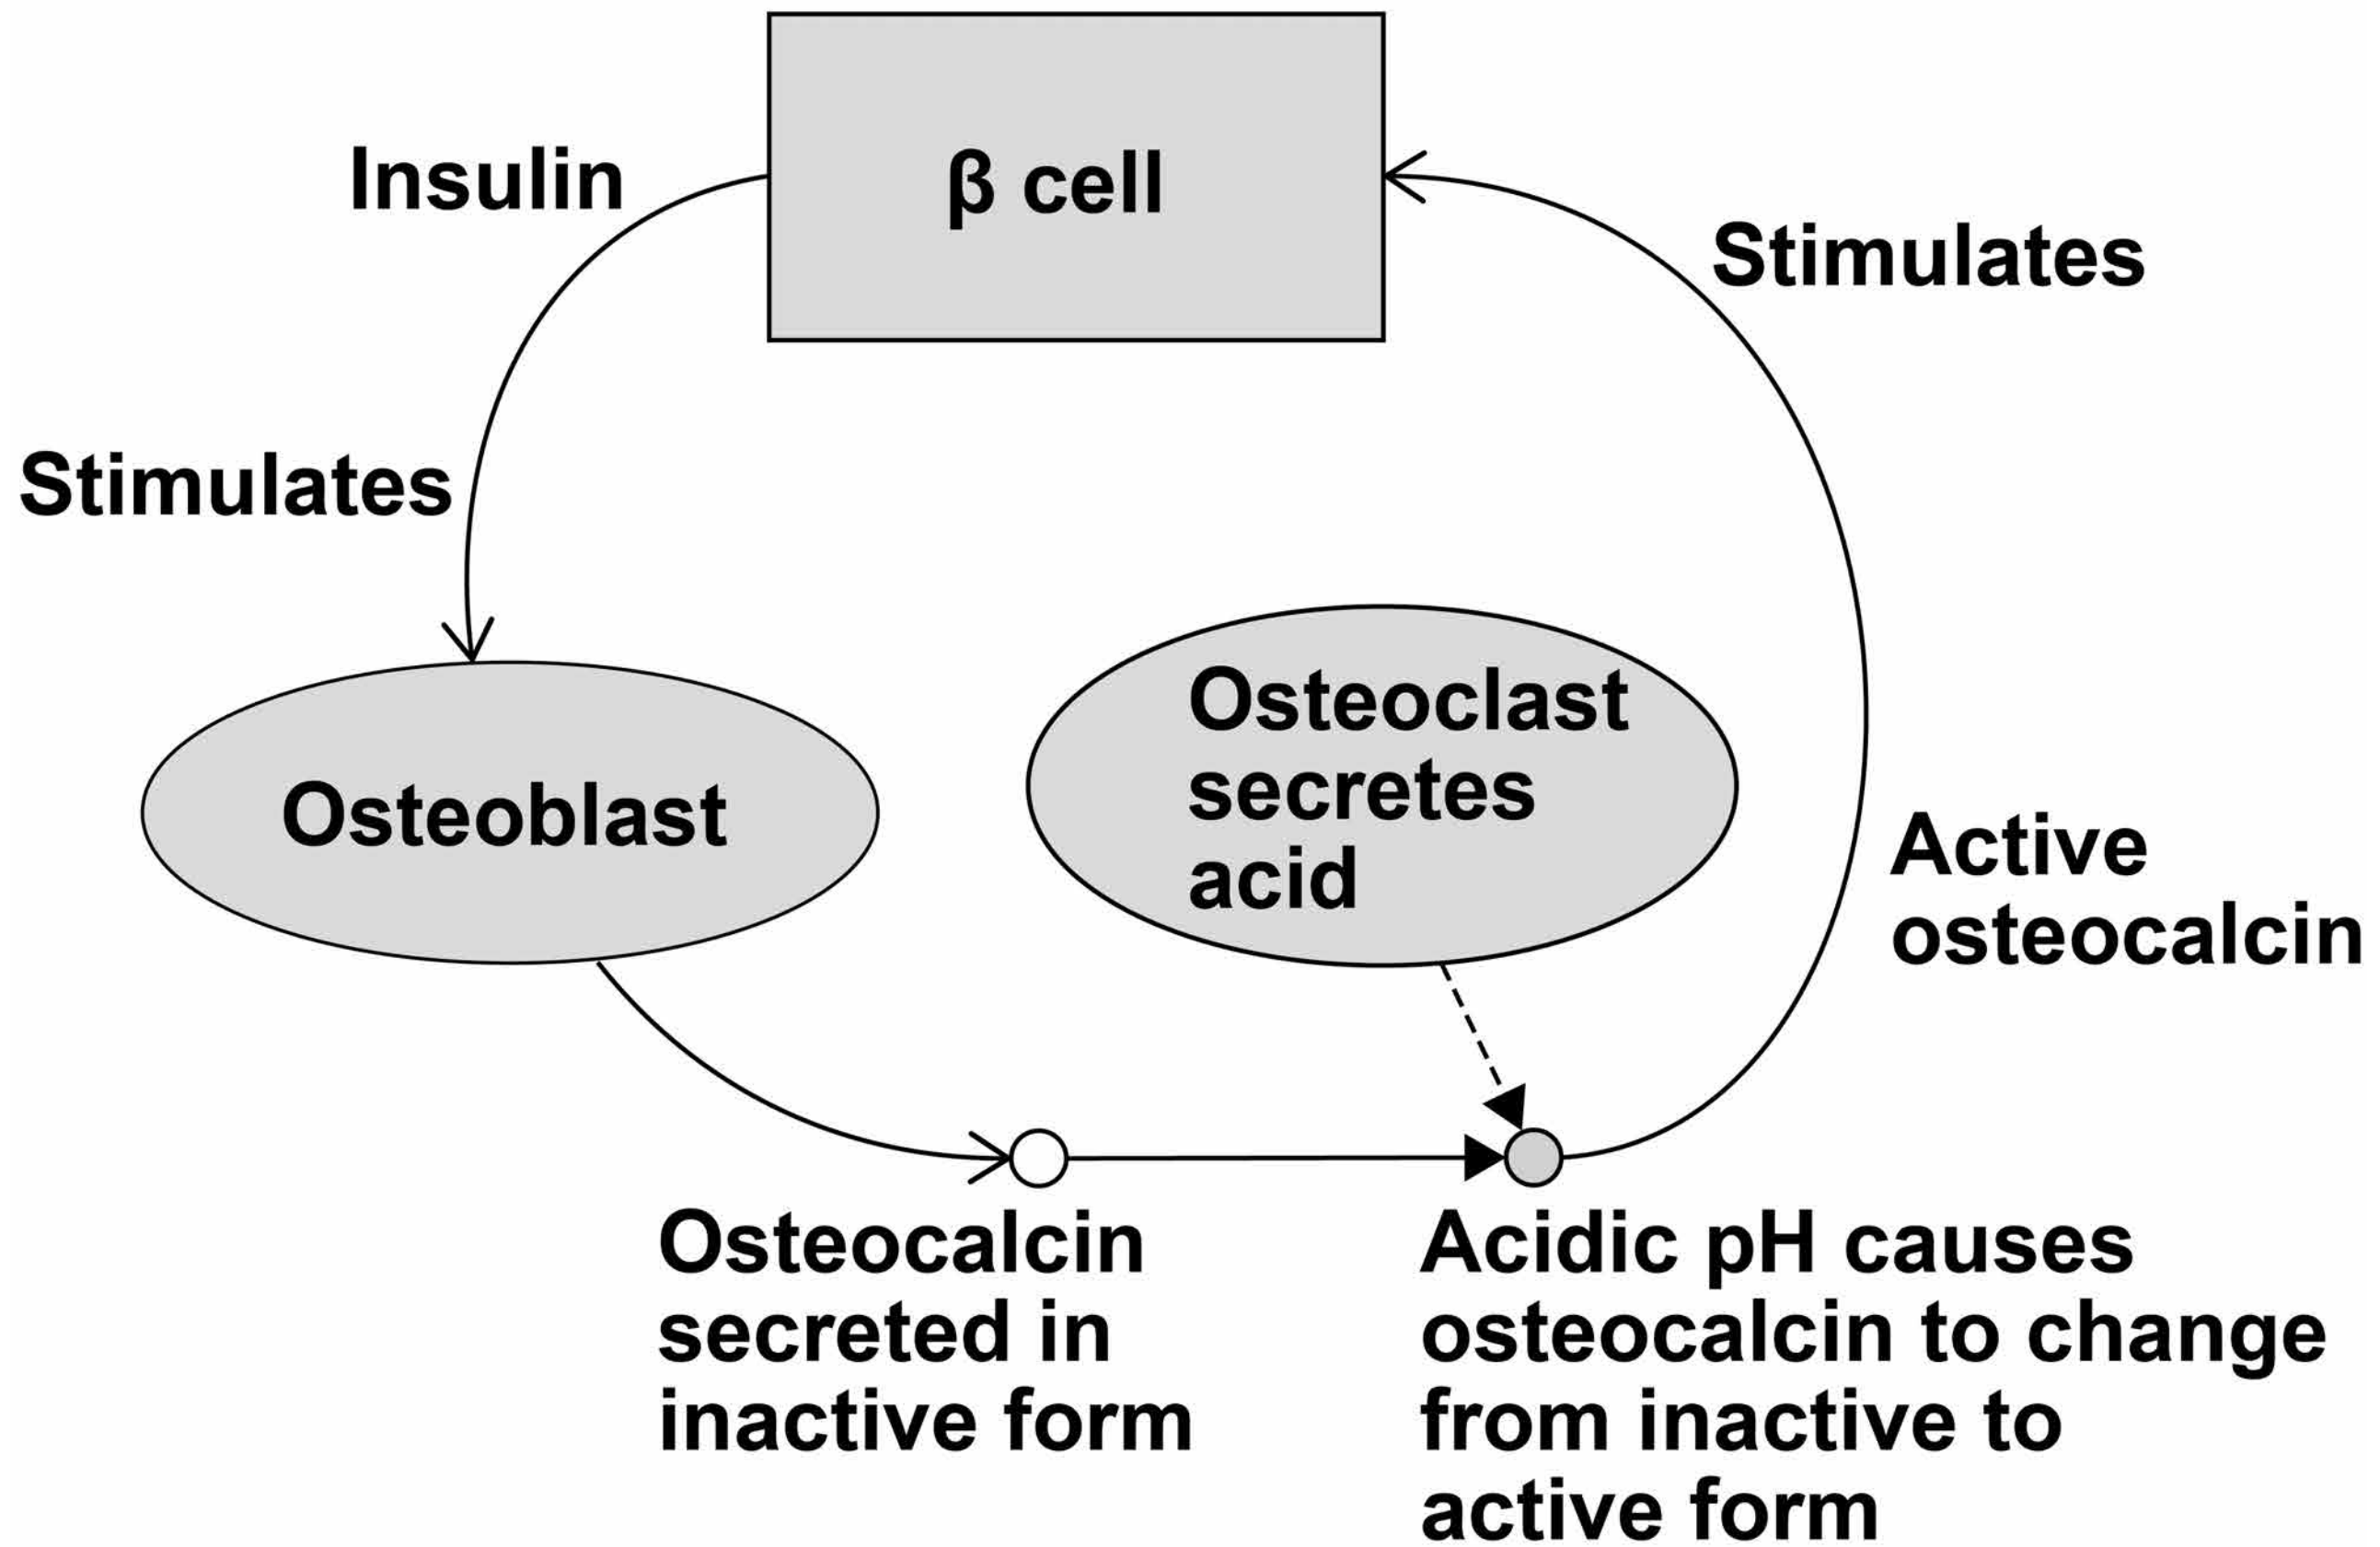 β cell
Insulin
Stimulates
Stimulates
Osteoblast
Osteoclast
secretes
acid
Active
osteocalcin
Osteocalcin
secreted in
inactive form
Acidic pH causes
osteocalcin to change
from inactive to
active form